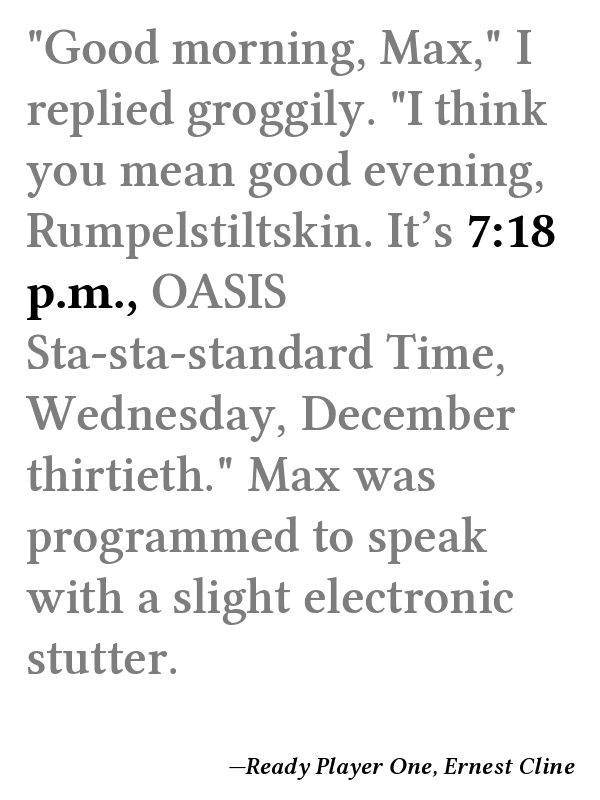 "Good morning, Max," I
replied groggily. "I think
you mean good evening,
Rumpelstiltskin. It’s 7:18
p.m., OASIS
Sta-sta-standard Time,
Wednesday, December
thirtieth." Max was
programmed to speak
with a slight electronic
stutter.
—Ready Player One, Ernest Cline